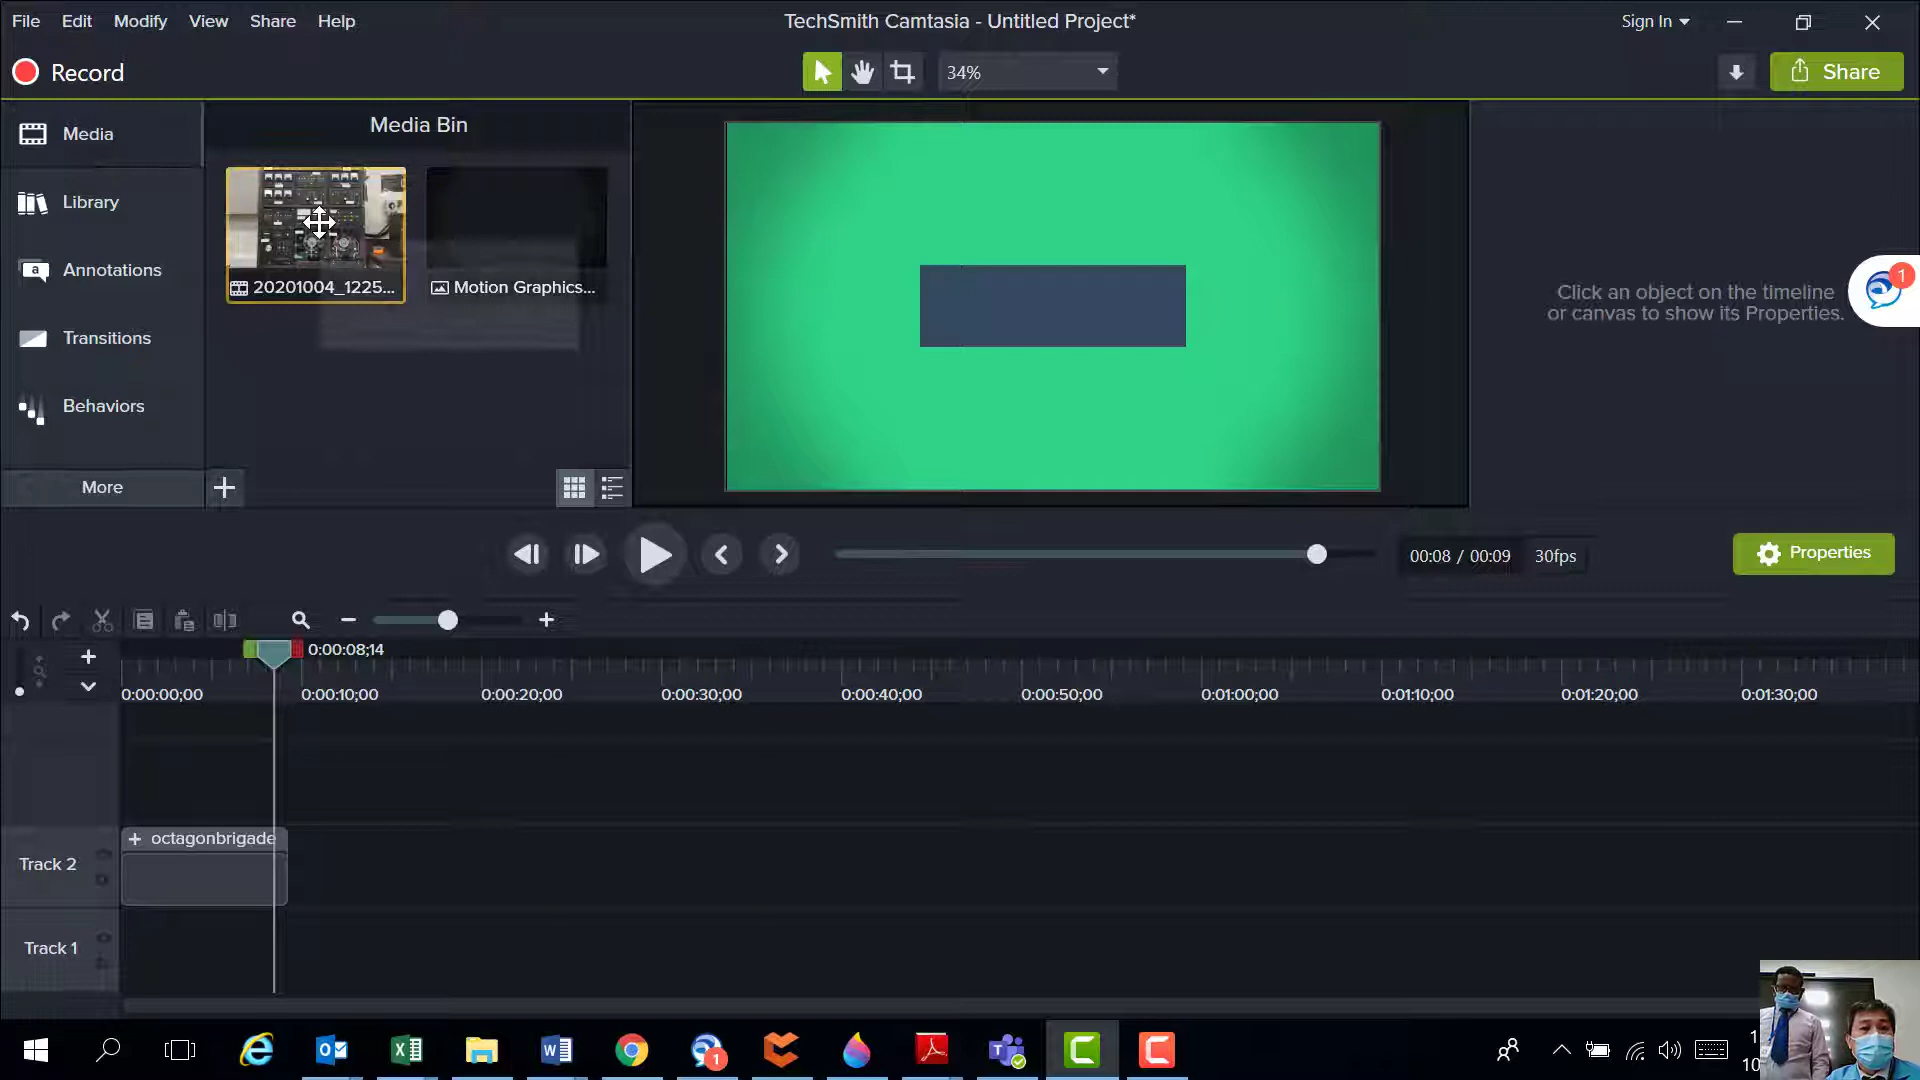 File Edit Modify View Share Help
TechSmith Camtasia - Untitled Project*
Sign In
Record
34%
Share
Media
Media Bin
Library
Annotations
Transitions
Behaviors
More
20201004_1225...
Motion Graphics...
Click an object on the timeline
or canvas to show its Properties.
1
00:08 / 00:09
30fps
Properties
0:00:08;14
0:00:00;00
0:00:10;00
0:00:20;00
0:00:30;00
0:00:40;00
0:00:50;00
0:01:00;00
0:01:10;00
0:01:20;00
0:01:30;00
+ octagonbrigade
Track 2
Track 1
1